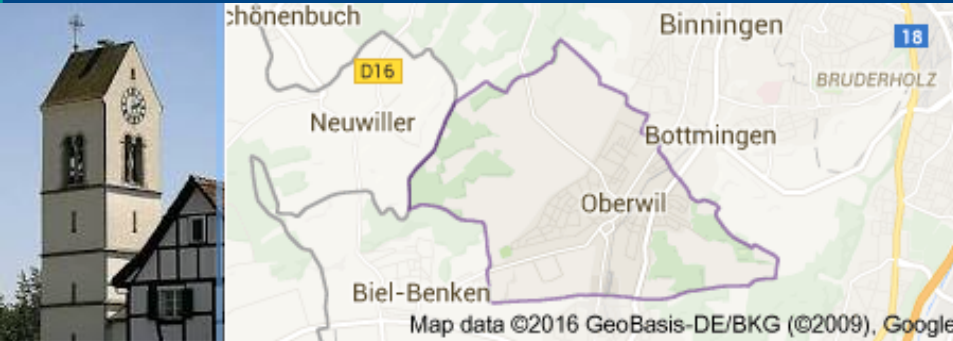 chönenbuch
Binningen
18
D16
BRUDERHOLZ
Neuwiller
Bottmingen
Oberwil
Biel-Benken
Map data ©2016 GeoBasis-DE/BKG (©2009), Google